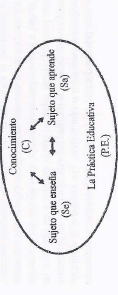 Conocimiento
(C)
Sujeto que enseña
(Se)
Sujeto que aprende
(Sa)
La Práctica Educativa
(P.E.)